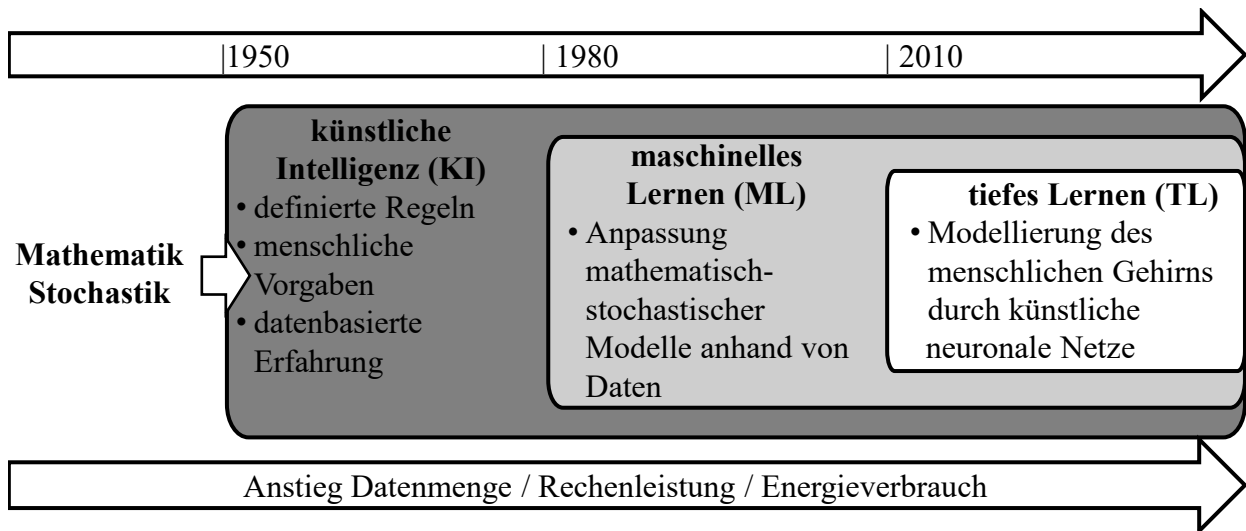 |1950 | 1980 | 2010
künstliche
Intelligenz (KI)
• definierte Regeln
• menschliche
Vorgaben
• datenbasierte
Erfahrung
Mathematik
Stochastik
maschinelles
Lernen (ML)
• Anpassung
mathematisch-
stochastischer
Modelle anhand von
Daten
tiefes Lernen (TL)
• Modellierung des
menschlichen Gehirns
durch künstliche
neuronale Netze
Anstieg Datenmenge / Rechenleistung / Energieverbrauch